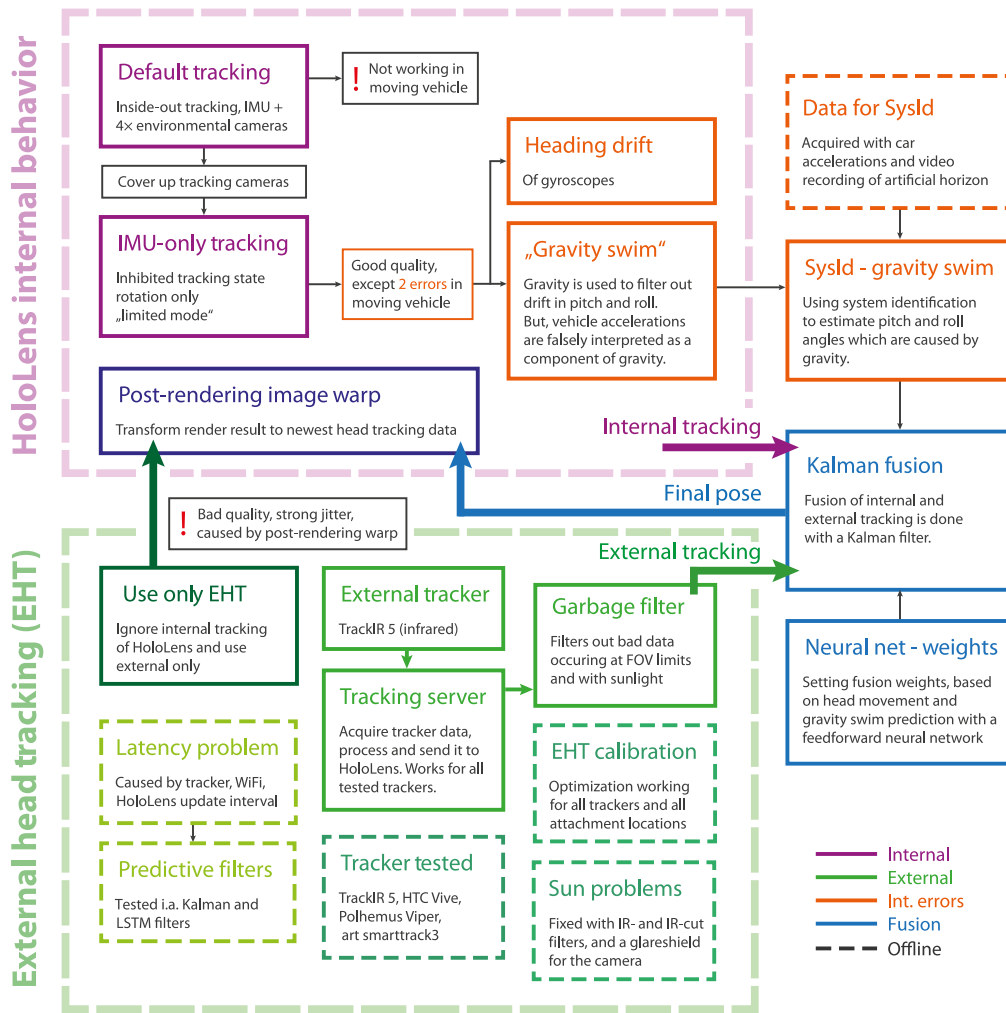 HoloLens internal behavior
Default tracking
Inside-out tracking, IMU +
4× environmental cameras
! Not working in
moving vehicle
Cover up tracking cameras
IMU-only tracking
Inhibited tracking state
rotation only
„limited mode“
Good quality,
except 2 errors in
moving vehicle
Heading drift
Of gyroscopes
„Gravity swim“
Gravity is used to filter out
drift in pitch and roll.
But, vehicle accelerations
are falsely interpreted as a
component of gravity.
Data for SysId
Acquired with car
accelerations and video
recording of artificial horizon
SysId - gravity swim
Using system identification
to estimate pitch and roll
angles which are caused by
gravity.
Post-rendering image warp
Transform render result to newest head tracking data
Internal tracking
Final pose
External tracking
Kalman fusion
Fusion of internal and
external tracking is done
with a Kalman filter.
! Bad quality, strong jitter,
caused by post-rendering warp
External head tracking (EHT)
Use only EHT
Ignore internal tracking
of HoloLens and use
external only
External tracker
TrackIR 5 (infrared)
Garbage filter
Filters out bad data
occuring at FOV limits
and with sunlight
Neural net - weights
Setting fusion weights, based
on head movement and
gravity swim prediction with a
feedforward neural network
Tracking server
Acquire tracker data,
process and send it to
HoloLens. Works for all
tested trackers.
Latency problem
Caused by tracker, WiFi,
HoloLens update interval
EHT calibration
Optimization working
for all trackers and all
attachment locations
Predictive filters
Tested i.a. Kalman and
LSTM filters
Tracker tested
TrackIR 5, HTC Vive,
Polhemus Viper,
art smarttrack3
Sun problems
Fixed with IR- and IR-cut
filters, and a glareshield
for the camera
Internal
External
Int. errors
Fusion
Offline